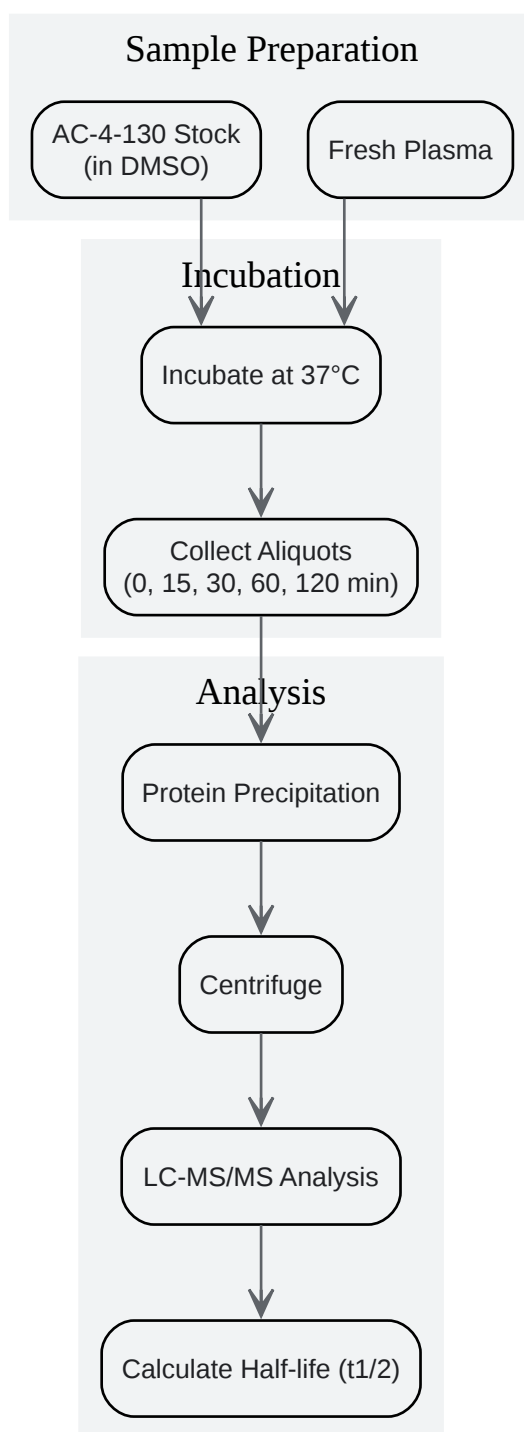 Sample Preparation
AC-4-130 Stock
(in DMSO)
Fresh Plasma
Incubation
Incubate at 37°C
Collect Aliquots
(0, 15, 30, 60, 120 min)
Analysis
Protein Precipitation
Centrifuge
LC-MS/MS Analysis
Calculate Half-life (t1/2)